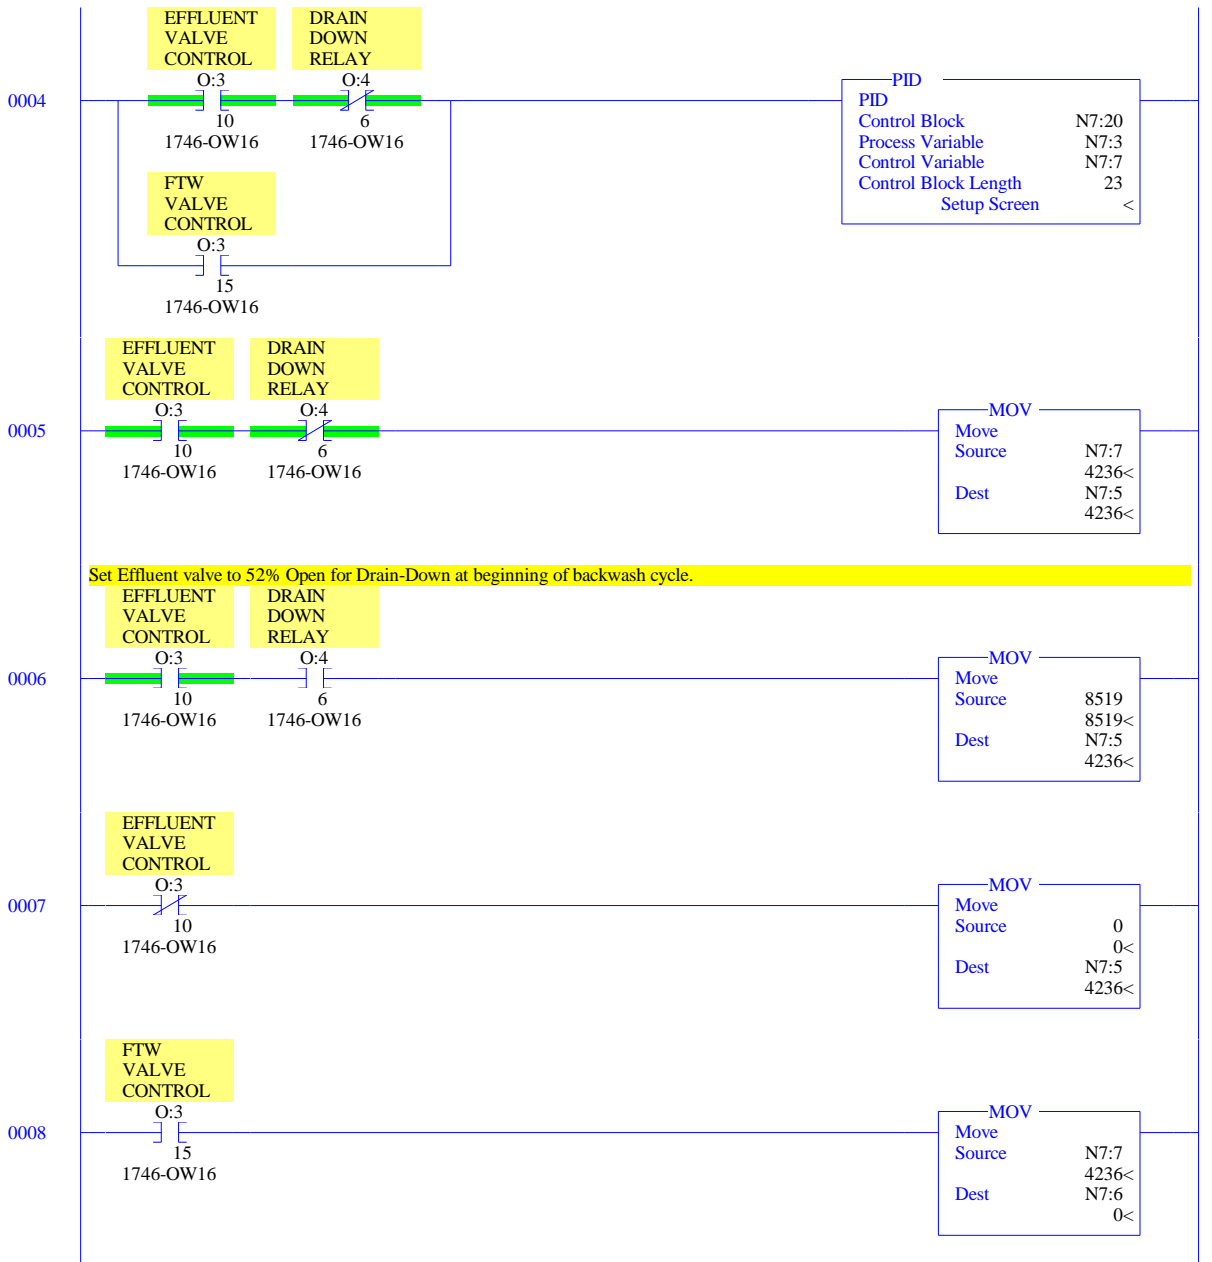 EFFLUENT
VALVE
CONTROL
DRAIN
DOWN
RELAY
O:3
O:4
0004
10
6
1746-OW16
1746-OW16
FTW
VALVE
CONTROL
O:3
15
1746-OW16
PID
PID
Control Block N7:20
Process Variable N7:3
Control Variable N7:7
Control Block Length 23
Setup Screen <
EFFLUENT
VALVE
CONTROL
DRAIN
DOWN
RELAY
O:3
O:4
0005
10
6
1746-OW16
1746-OW16
MOV
Move
Source N7:7
4236<
Dest N7:5
4236<
Set Effluent valve to 52% Open for Drain-Down at beginning of backwash cycle.
EFFLUENT
VALVE
CONTROL
DRAIN
DOWN
RELAY
O:3
O:4
0006
10
6
1746-OW16
1746-OW16
MOV
Move
Source 8519
8519<
Dest N7:5
4236<
EFFLUENT
VALVE
CONTROL
O:3
0007
10
1746-OW16
MOV
Move
Source 0
0<
Dest N7:5
4236<
FTW
VALVE
CONTROL
O:3
0008
15
1746-OW16
MOV
Move
Source N7:7
4236<
Dest N7:6
0<